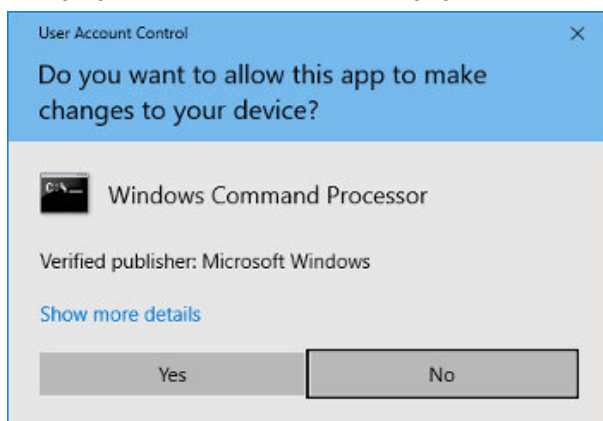 User Account Control
Do you want to allow this app to make
changes to your device?
C:\
Windows Command Processor
Verified publisher: Microsoft Windows
Show more details
Yes No